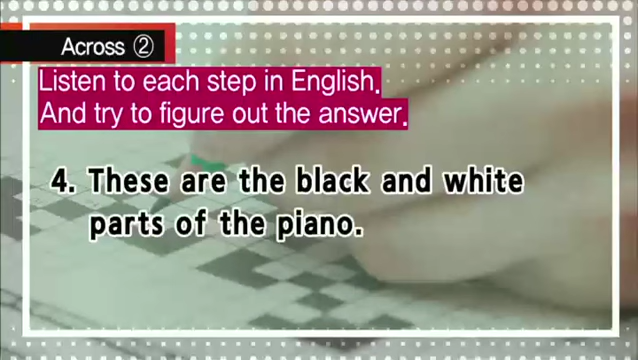 Across ②
Listen to each step in English.
And try to figure out the answer.
4. These are the black and white
parts of the piano.